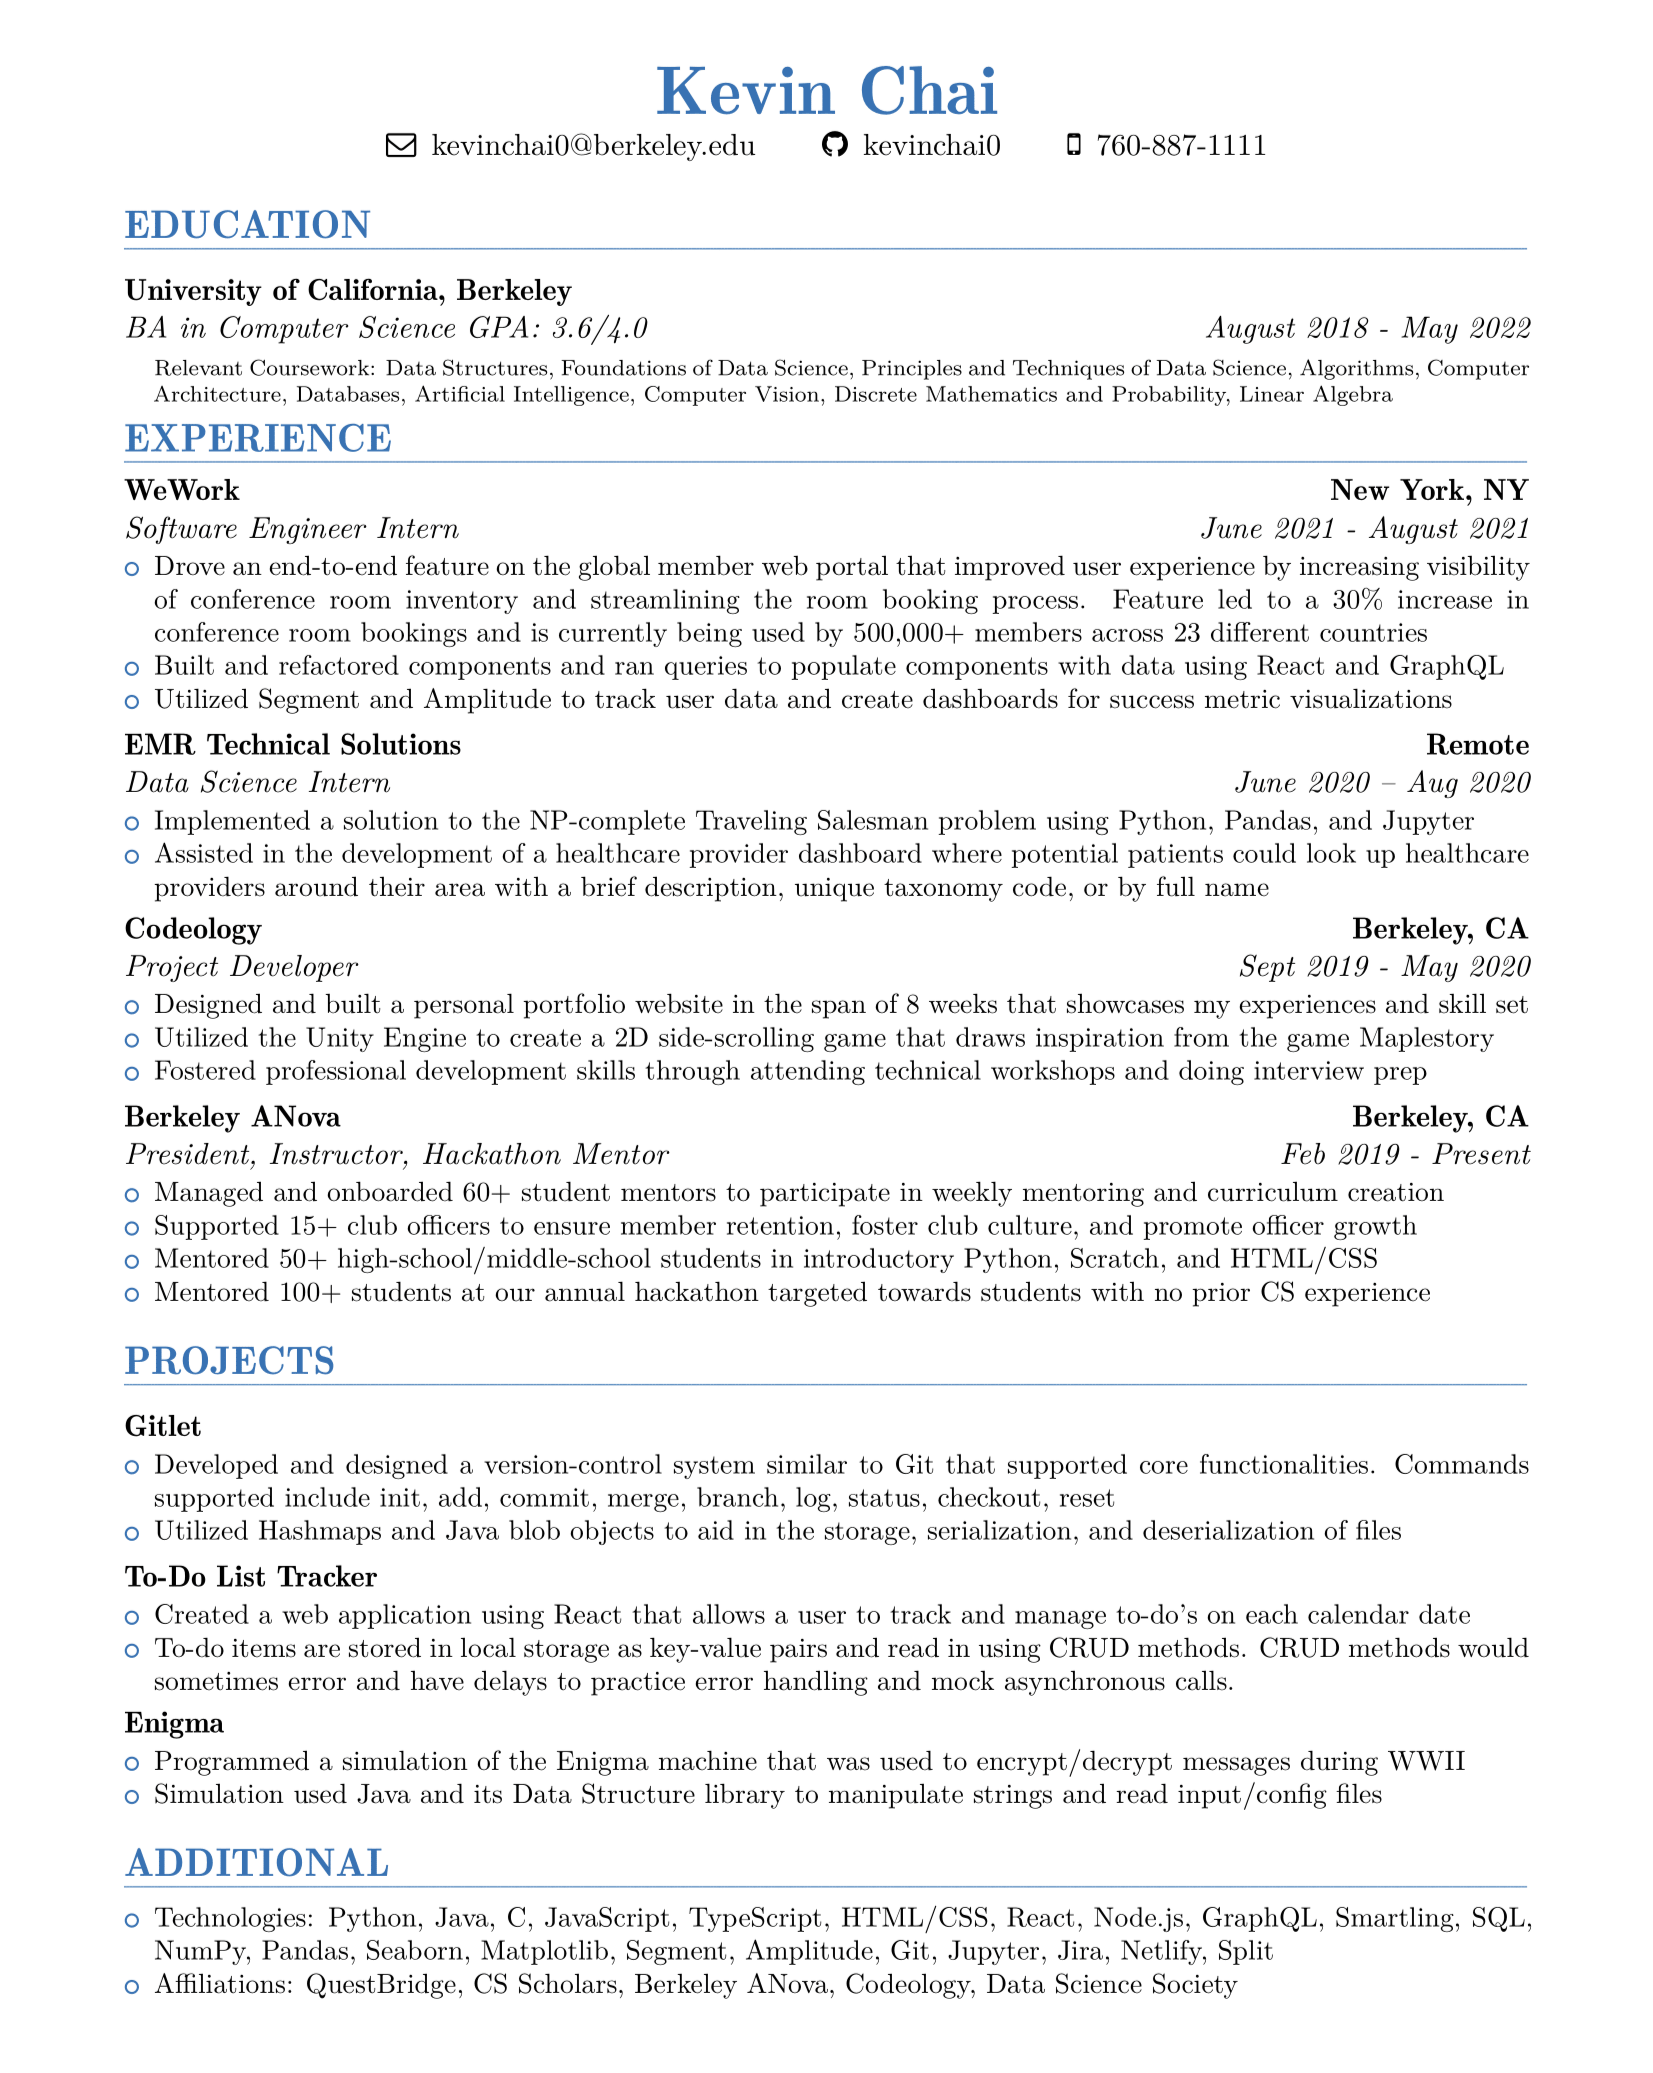 Kevin Chai
kevinchai0@berkeley.edu kevinchai0 760-887-1111
EDUCATION
University of California, Berkeley
BA in Computer Science GPA: 3.6/4.0 August 2018 - May 2022
Relevant Coursework: Data Structures, Foundations of Data Science, Principles and Techniques of Data Science, Algorithms, Computer
Architecture, Databases, Artificial Intelligence, Computer Vision, Discrete Mathematics and Probability, Linear Algebra
EXPERIENCE
WeWork New York, NY
Software Engineer Intern June 2021 - August 2021
Drove an end-to-end feature on the global member web portal that improved user experience by increasing visibility
of conference room inventory and streamlining the room booking process. Feature led to a 30% increase in
conference room bookings and is currently being used by 500,000+ members across 23 different countries
Built and refactored components and ran queries to populate components with data using React and GraphQL
Utilized Segment and Amplitude to track user data and create dashboards for success metric visualizations
EMR Technical Solutions Remote
Data Science Intern June 2020 – Aug 2020
Implemented a solution to the NP-complete Traveling Salesman problem using Python, Pandas, and Jupyter
Assisted in the development of a healthcare provider dashboard where potential patients could look up healthcare
providers around their area with a brief description, unique taxonomy code, or by full name
Codeology Berkeley, CA
Project Developer Sept 2019 - May 2020
Designed and built a personal portfolio website in the span of 8 weeks that showcases my experiences and skill set
Utilized the Unity Engine to create a 2D side-scrolling game that draws inspiration from the game Maplestory
Fostered professional development skills through attending technical workshops and doing interview prep
Berkeley ANova Berkeley, CA
President, Instructor, Hackathon Mentor Feb 2019 - Present
Managed and onboarded 60+ student mentors to participate in weekly mentoring and curriculum creation
Supported 15+ club officers to ensure member retention, foster club culture, and promote officer growth
Mentored 50+ high-school/middle-school students in introductory Python, Scratch, and HTML/CSS
Mentored 100+ students at our annual hackathon targeted towards students with no prior CS experience
PROJECTS
Gitlet
Developed and designed a version-control system similar to Git that supported core functionalities. Commands
supported include init, add, commit, merge, branch, log, status, checkout, reset
Utilized Hashmaps and Java blob objects to aid in the storage, serialization, and deserialization of files
To-Do List Tracker
Created a web application using React that allows a user to track and manage to-do's on each calendar date
To-do items are stored in local storage as key-value pairs and read in using CRUD methods. CRUD methods would
sometimes error and have delays to practice error handling and mock asynchronous calls.
Enigma
Programmed a simulation of the Enigma machine that was used to encrypt/decrypt messages during WWII
Simulation used Java and its Data Structure library to manipulate strings and read input/config files
ADDITIONAL
Technologies: Python, Java, C, JavaScript, TypeScript, HTML/CSS, React, Node.js, GraphQL, Smartling, SQL,
NumPy, Pandas, Seaborn, Matplotlib, Segment, Amplitude, Git, Jupyter, Jira, Netlify, Split
Affiliations: QuestBridge, CS Scholars, Berkeley ANova, Codeology, Data Science Society